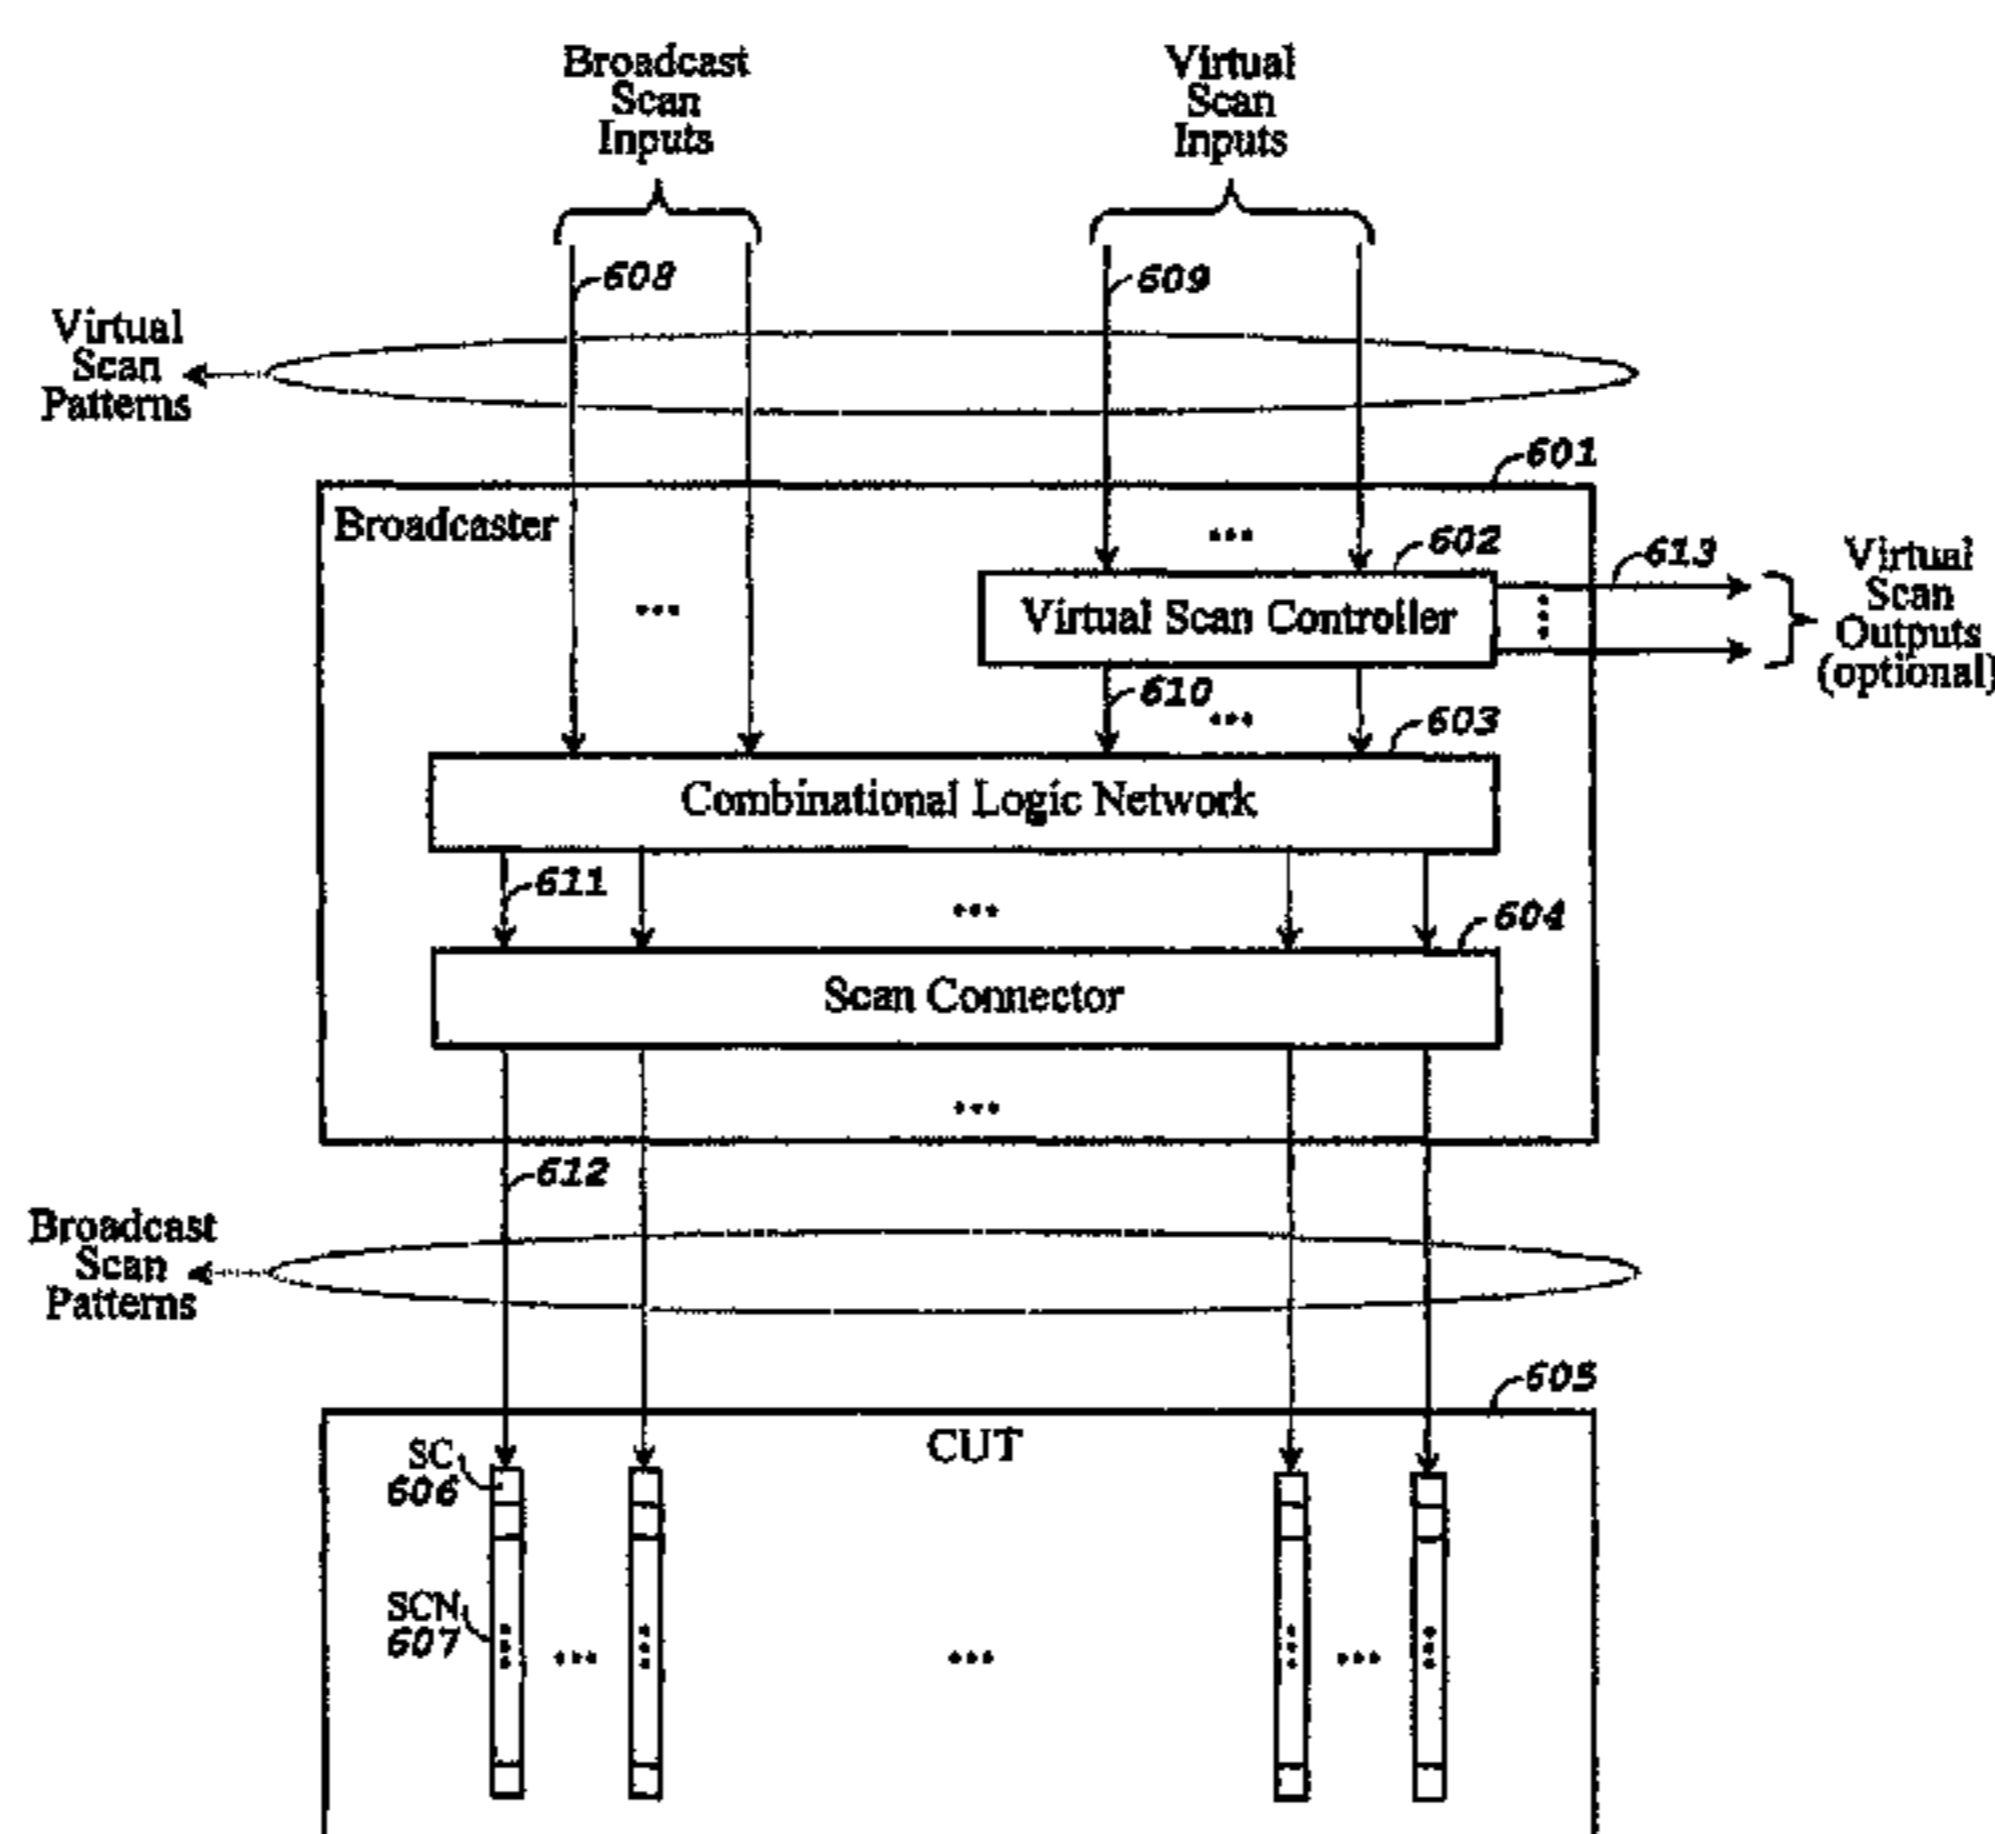 Broadcast
Scan
Inputs
Virtual
Scan
Inputs
608
609
Virtual
Scan
Patterns
601
Broadcaster
602
613
Virtual
Scan
Outputs
(optional)
Virtual Scan Controller
610
603
Combinational Logic Network
611
604
Scan Connector
612
Broadcast
Scan
Patterns
605
CUT
SC
606
SCN
607